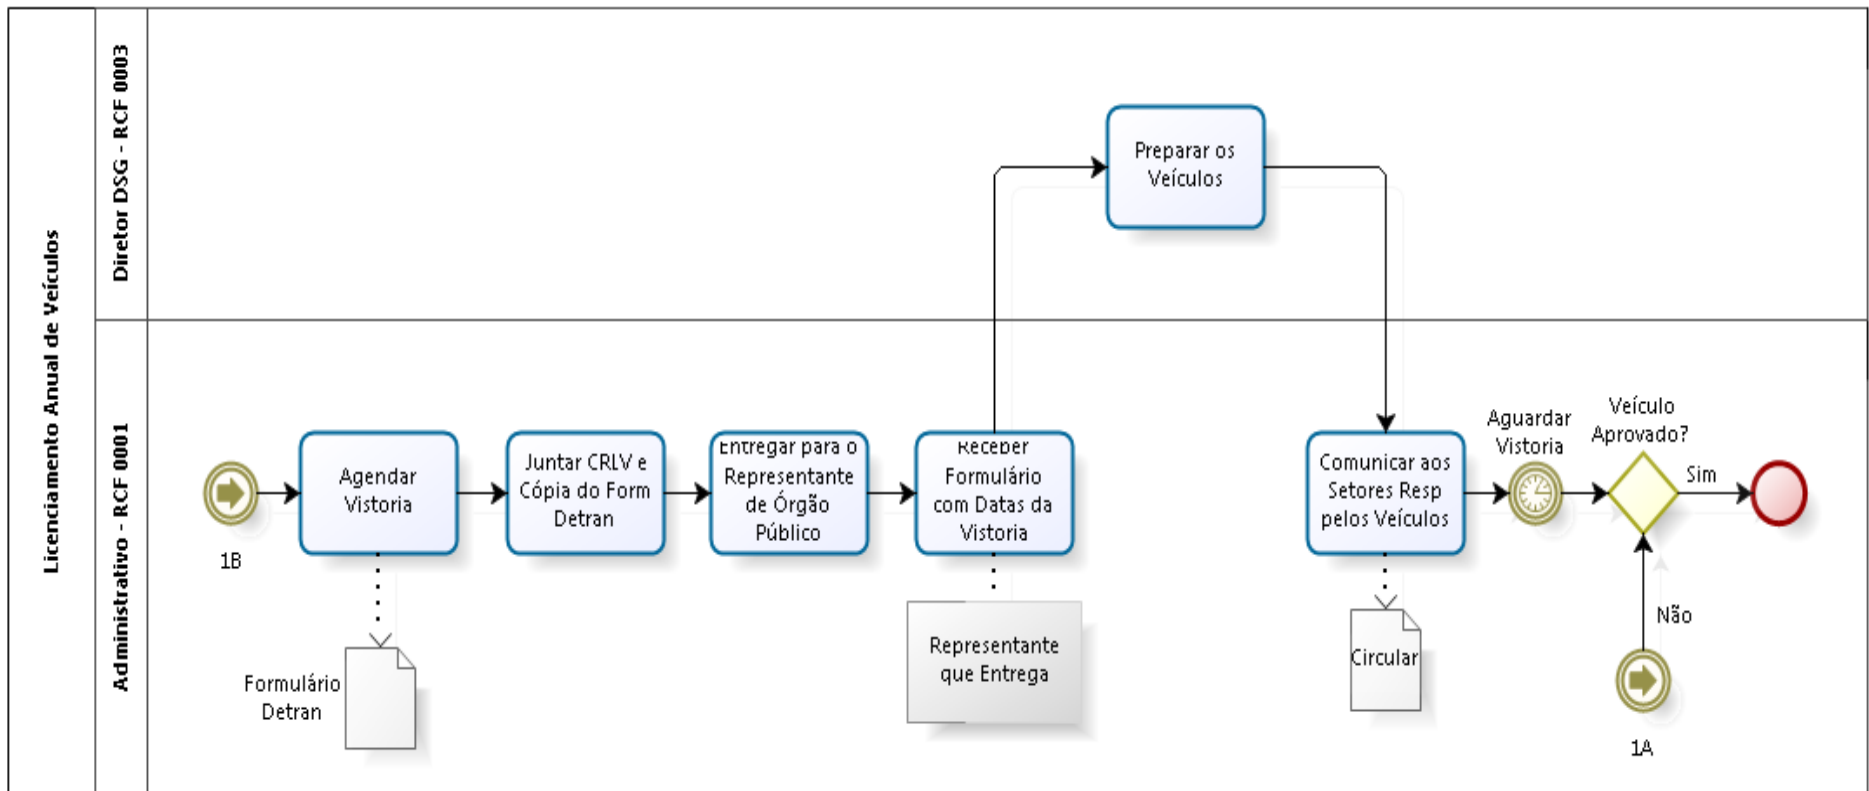 Licenciamento Anual de Veículos
Diretor DSG - RCF 0003
Preparar os
Veículos
Administrativo - RCF 0001
1B
Agendar
Vistoria
Formulário
Detran
Juntar CRLV e
Cópia do Form
Detran
Entregar para o
Representante
de Órgão
Público
Receber
Formulário
com Datas da
Vistoria
Representante
que Entrega
Comunicar aos
Setores Resp
pelos Veículos
Circular
Aguardar
Vistoria
Veículo
Aprovado?
Sim
Não
1A